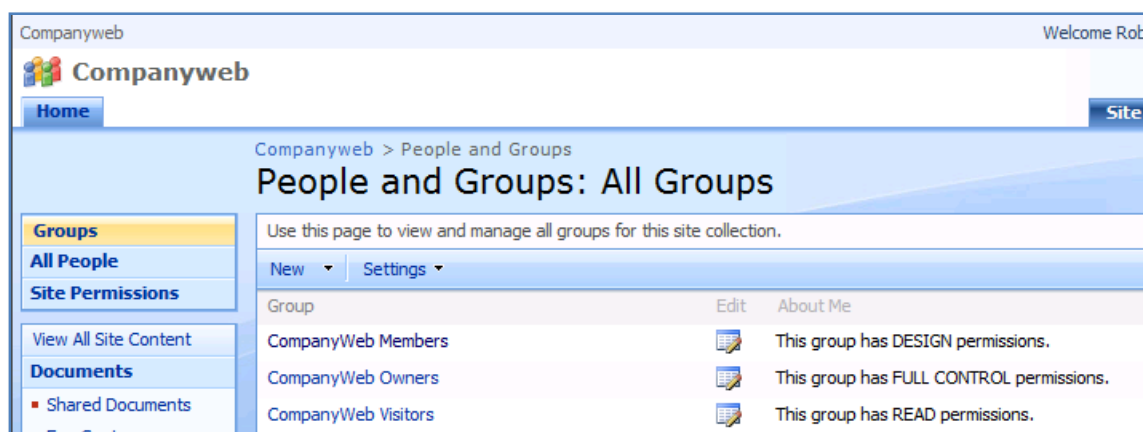 Companyweb
Welcome Rob
Companyweb
Home
Site
Companyweb > People and Groups
People and Groups: All Groups
Groups
All People
Site Permissions
View All Site Content
Documents
Shared Documents
Use this page to view and manage all groups for this site collection.
New Settings
Group Edit About Me
CompanyWeb Members This group has DESIGN permissions.
CompanyWeb Owners This group has FULL CONTROL permissions.
CompanyWeb Visitors This group has READ permissions.